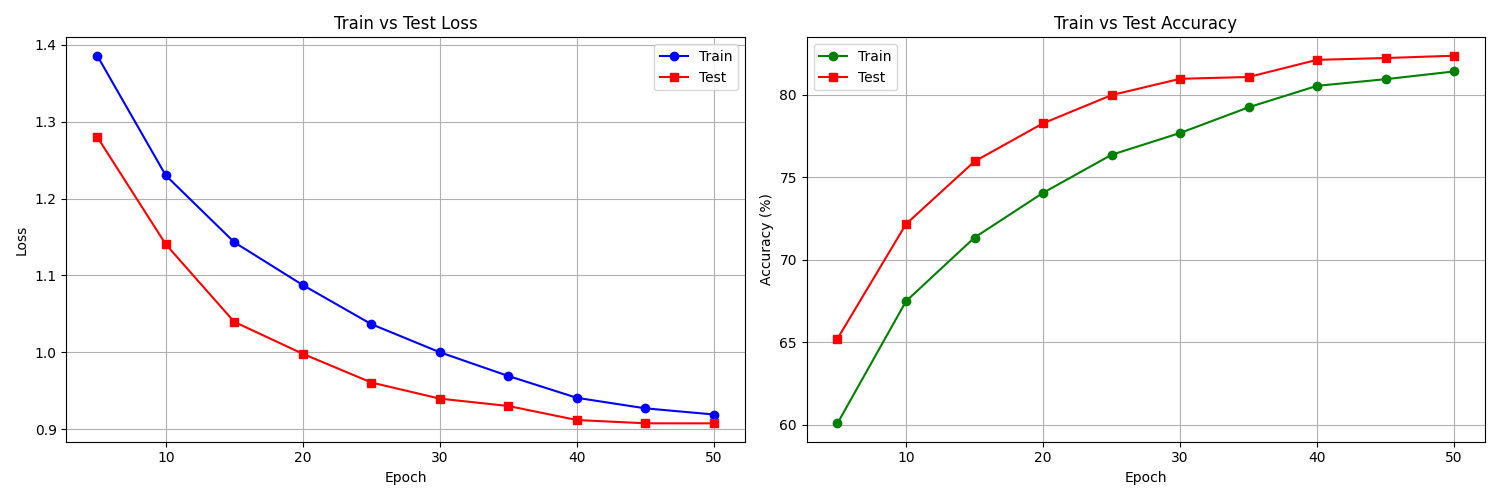 Train vs Test Loss
Train
Test
1.4
1.3
1.2
1.1
1.0
0.9
Loss
10 20 30 40 50
Epoch
Train vs Test Accuracy
Train
Test
80
75
70
65
60
Accuracy (%)
10 20 30 40 50
Epoch